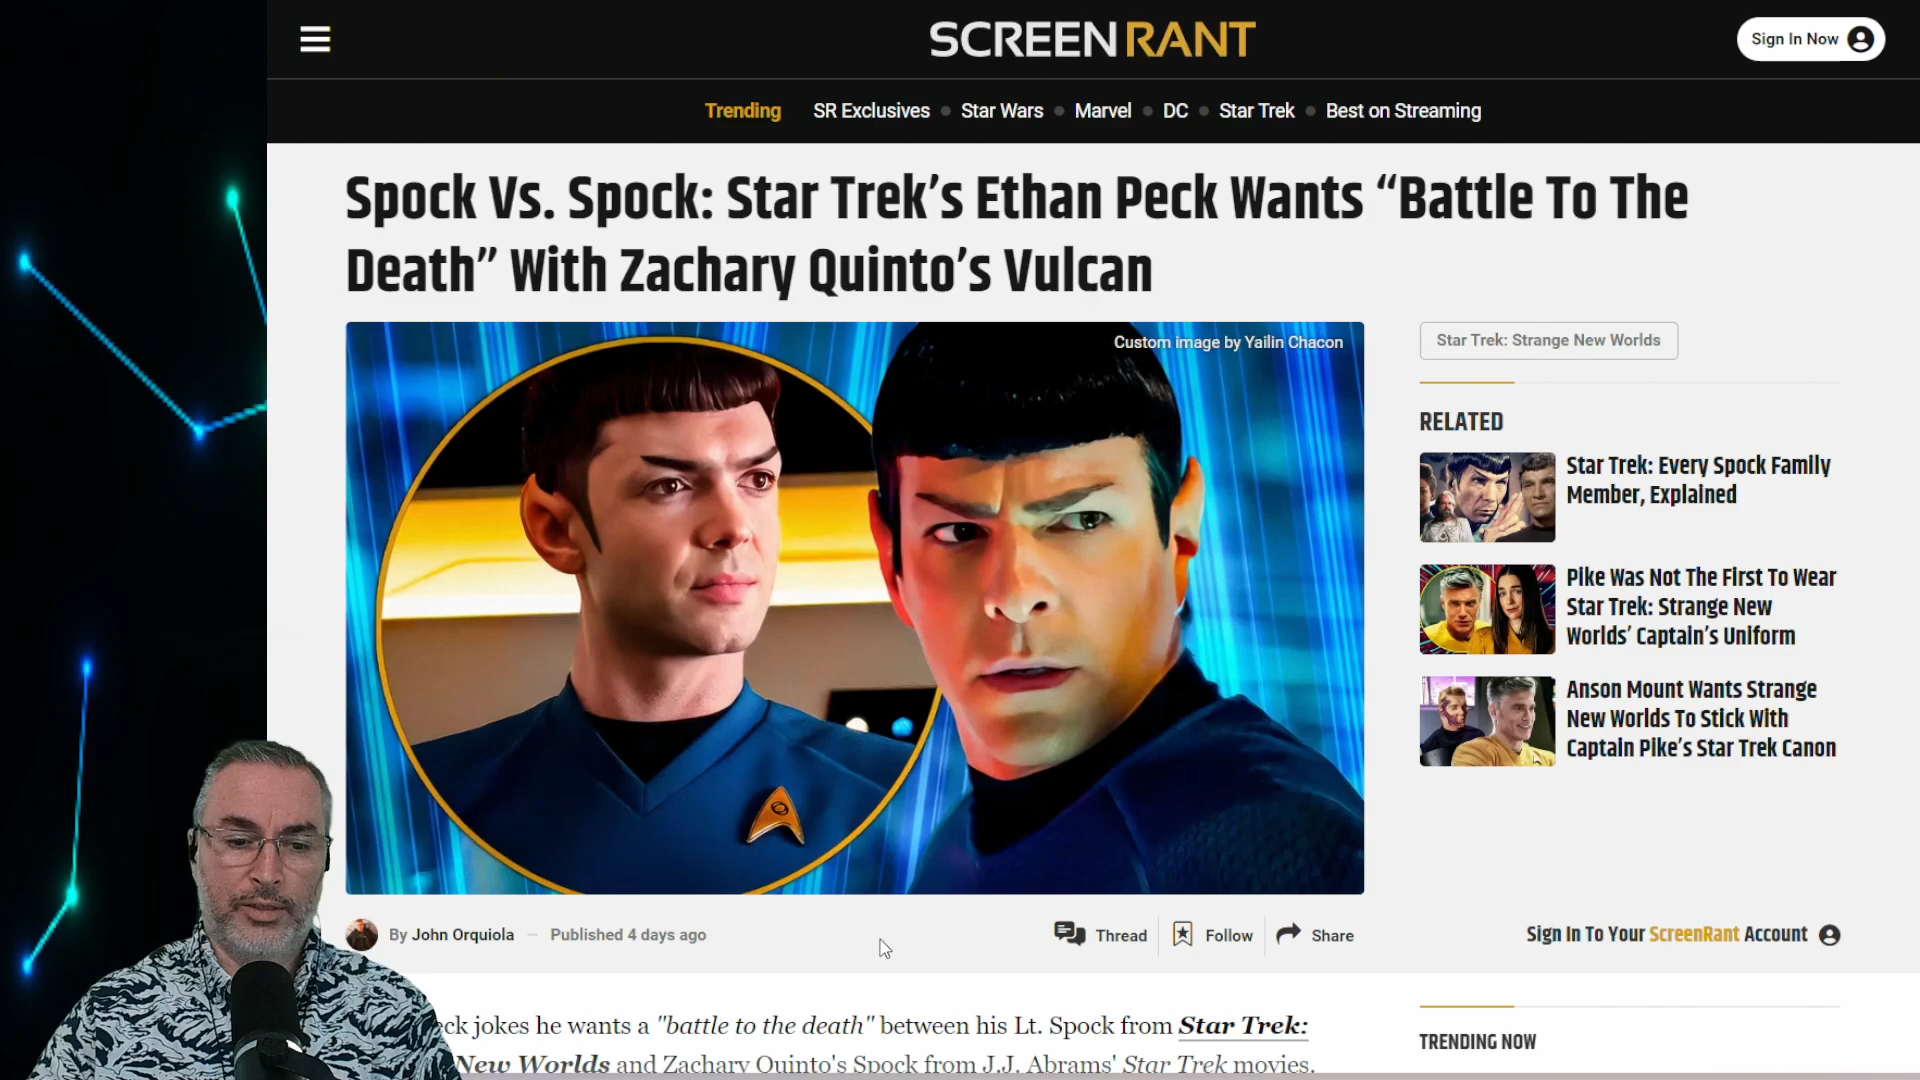 SCREENRANT
Sign In Now
Trending
SR Exclusives
Star Wars
Marvel
DC
Star Trek
Best on Streaming
Spock Vs. Spock: Star Trek’s Ethan Peck Wants “Battle To The
Death” With Zachary Quinto’s Vulcan
Custom image by Yailin Chacon
Star Trek: Strange New Worlds
RELATED
Star Trek: Every Spock Family
Member, Explained
Pike Was Not The First To Wear
Star Trek: Strange New
Worlds’ Captain’s Uniform
Anson Mount Wants Strange
New Worlds To Stick With
Captain Pike’s Star Trek Canon
By John Orquiola — Published 4 days ago
Thread
Follow
Share
Sign In To Your ScreenRant Account
jokes he wants a "battle to the death" between his Lt. Spock from Star Trek:
New Worlds and Zachary Quinto's Spock from J.J. Abrams' Star Trek movies.
TRENDING NOW